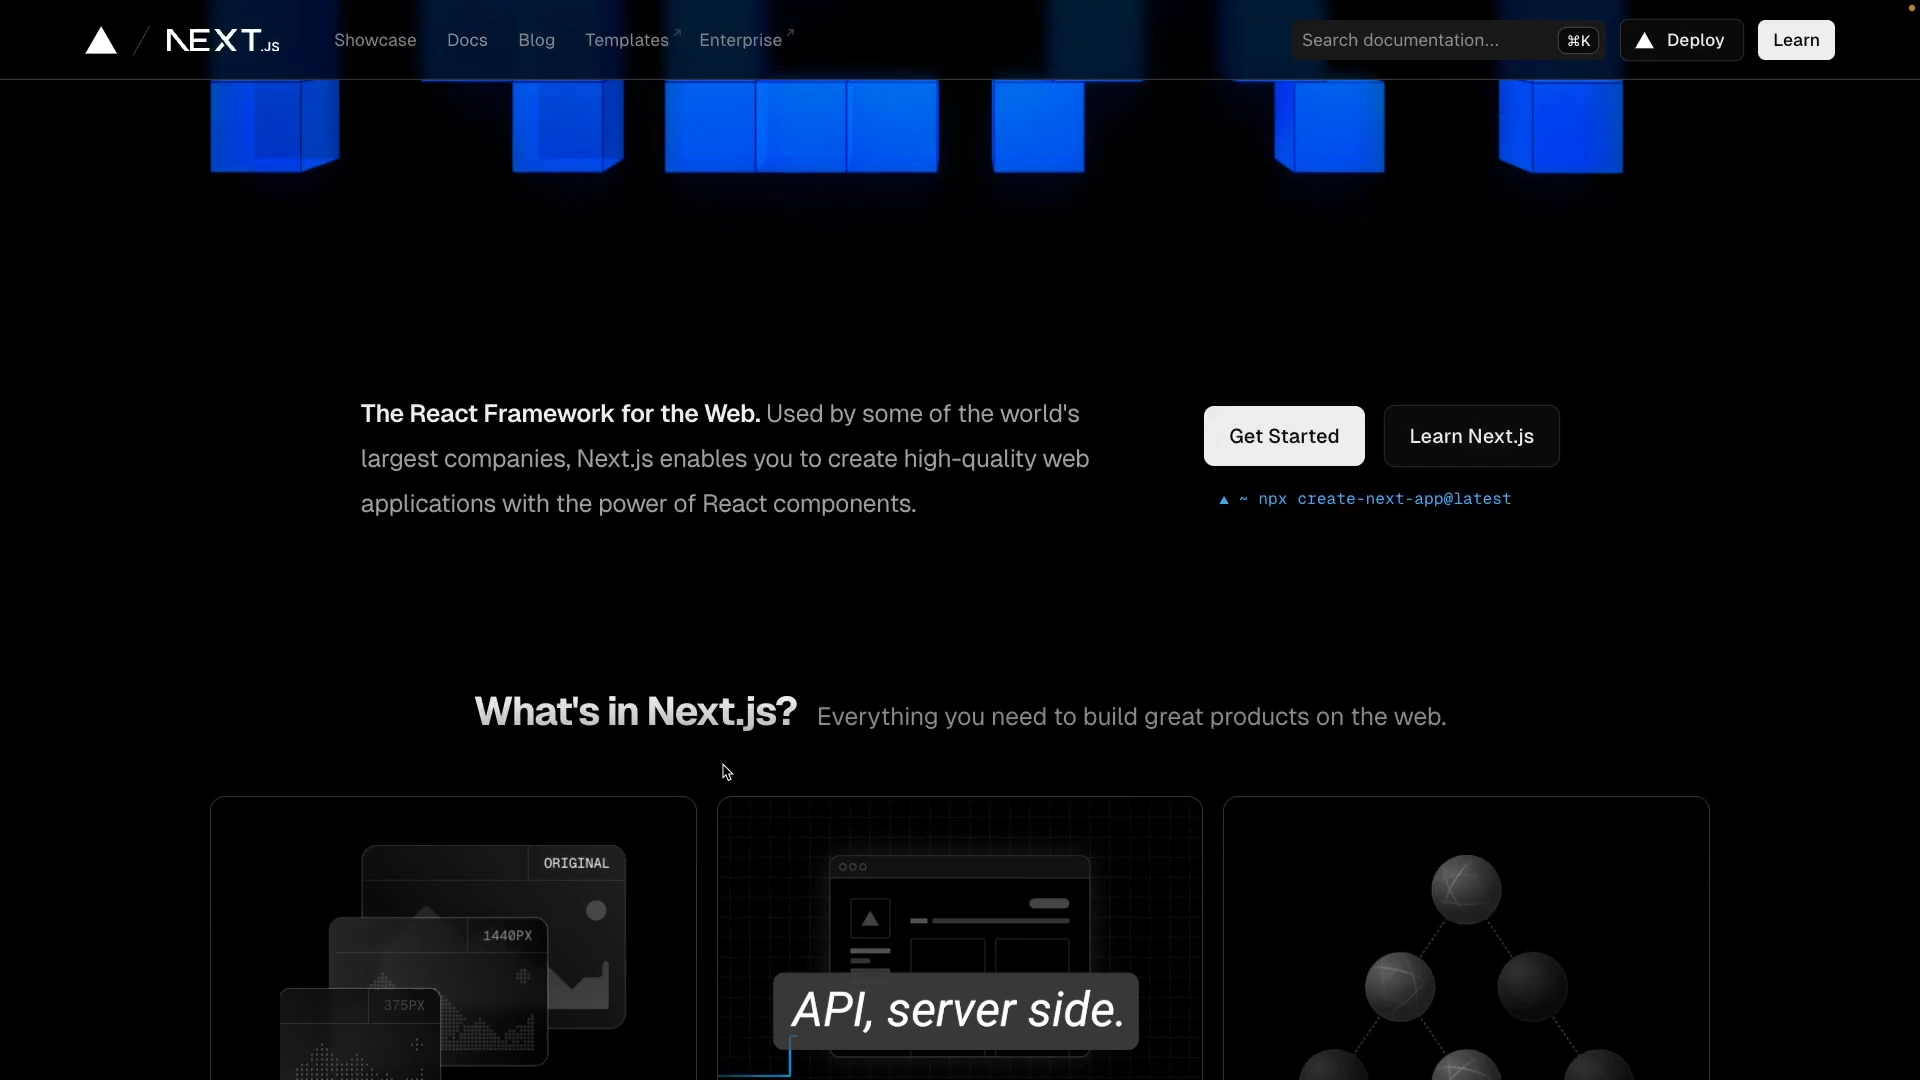 NEXT.JS Showcase Docs Blog Templates Enterprise Search documentation... ⌘K Deploy Learn
The React Framework for the Web. Used by some of the world's
largest companies, Next.js enables you to create high-quality web
applications with the power of React components.
Get Started Learn Next.js
▲ ~ npx create-next-app@latest
What's in Next.js? Everything you need to build great products on the web.
ORIGINAL
1440PX
375PX
API, server side.